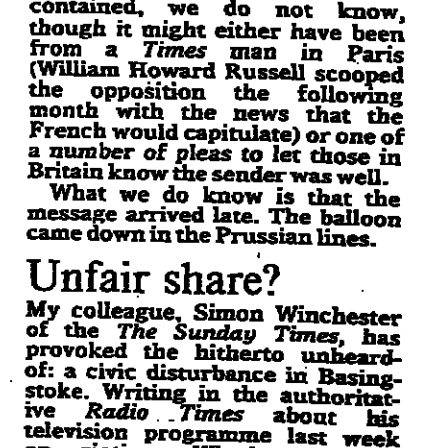 contained, we do not know,
though it might either have been
from a Times man in Paris
(William Howard Russell scooped
the opposition the following
month with the news that the
French would capitulate) or one of
a number of pleas to let those in
Britain know the sender was well.
What we do know is that the
message arrived late. The balloon
came down in the Prussian lines.
Unfair share?
My colleague, Simon Winchester
of the The Sunday Times, has
provoked the hitherto unheard-
of: a civic disturbance in Basing-
stoke. Writing in the authoritat-
ive Radio Times about his
television programme last week